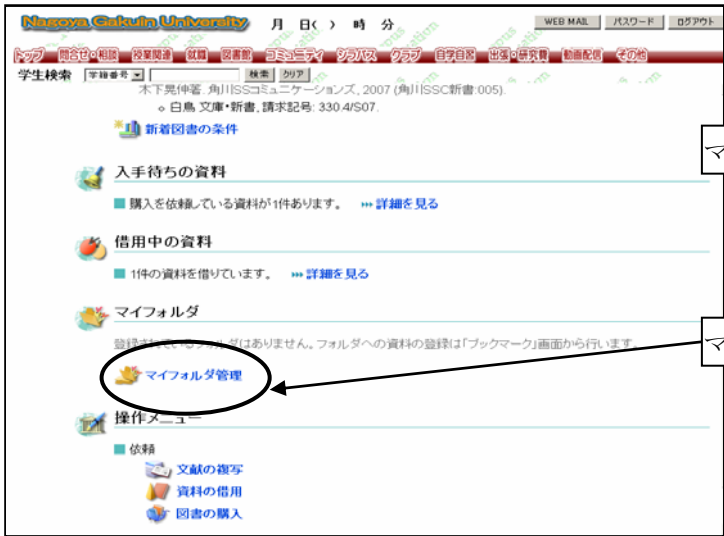 Nagoya Gakuin University 月 日( ) 時 分 WEB MAIL パスワード ログアウト
トップ 問合せ・相談 授業関連 就職 図書館 コミュニティ シラバス クラブ 自学自習 出張・研究費 動画配信 その他
学生検索 学籍番号 検索 クリア
木下晃伸著. 角川SSコミュニケーションズ, 2007 (角川SSC新書:005).
白鳥 文庫・新書, 請求記号: 330.4/S07.
新着図書の条件
マ
入手待ちの資料
購入を依頼している資料が1件あります。 詳細を見る
借用中の資料
1件の資料を借りています。 詳細を見る
マイフォルダ
登録されているフォルダはありません。フォルダへの資料の登録は「ブックマーク」画面から行います。
マ
マイフォルダ管理
操作メニュー
依頼
文献の複写
資料の借用
図書の購入